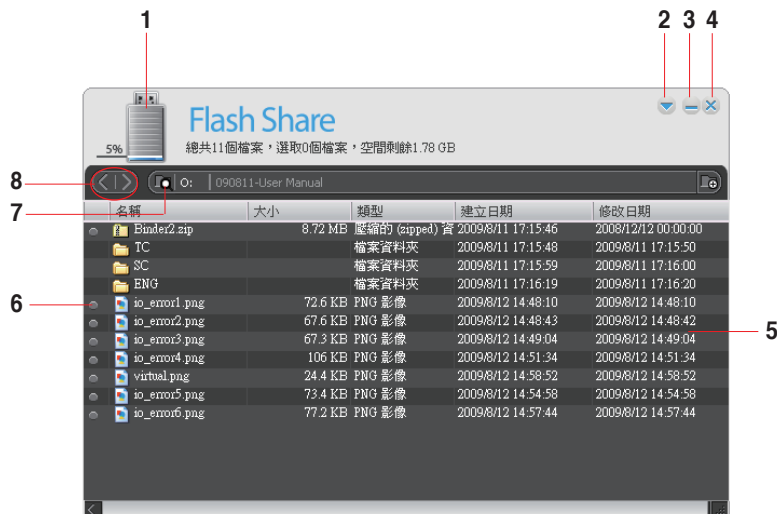 1
2 3 4
Flash Share
5%
總共11個檔案，選取0個檔案，空間剩餘1.78 GB
8
O: 090811-User Manual
7
名稱 大小 類型 建立日期 修改日期
Binder2.zip 8.72 MB 壓縮的 (zipped) 資 2009/8/11 17:15:46 2008/12/12 00:00:00
TC 檔案資料夾 2009/8/11 17:15:48 2009/8/11 17:15:50
SC 檔案資料夾 2009/8/11 17:15:59 2009/8/11 17:16:00
ENG 檔案資料夾 2009/8/11 17:16:19 2009/8/11 17:16:20
6 io_error1.png 72.6 KB PNG 影像 2009/8/12 14:48:10 2009/8/12 14:48:10
io_error2.png 67.6 KB PNG 影像 2009/8/12 14:48:43 2009/8/12 14:48:42
io_error3.png 67.3 KB PNG 影像 2009/8/12 14:49:04 2009/8/12 14:49:04 5
io_error4.png 106 KB PNG 影像 2009/8/12 14:51:34 2009/8/12 14:51:34
virtual.png 24.4 KB PNG 影像 2009/8/12 14:58:52 2009/8/12 14:58:52
io_error5.png 73.4 KB PNG 影像 2009/8/12 14:54:58 2009/8/12 14:54:58
io_error6.png 77.2 KB PNG 影像 2009/8/12 14:57:44 2009/8/12 14:57:44